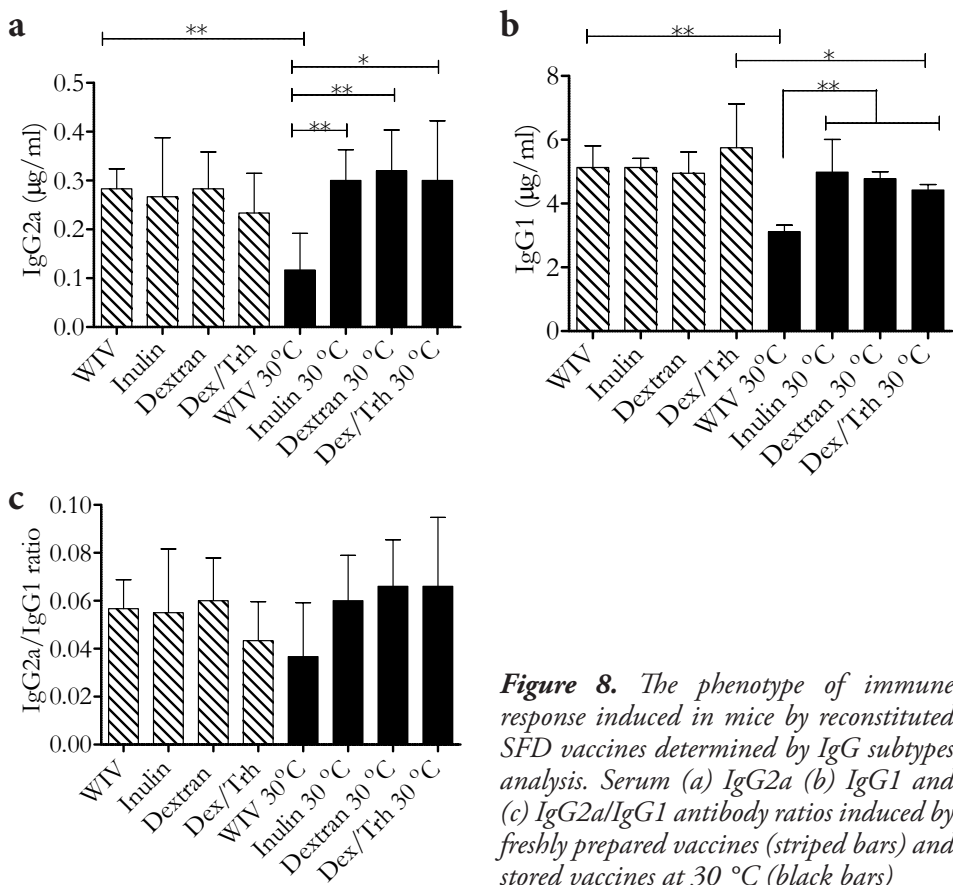 a
**
*
**
**
IgG2a (µg/ml)
0.5
0.4
0.3
0.2
0.1
0.0
WIV
Inulin
Dextran
Dex/Trh
WIV 30°C
Inulin 30 °C
Dextran 30 °C
Dex/Trh 30 °C
b
**
*
**
IgG1 (µg/ml)
8
6
4
2
0
WIV
Inulin
Dextran
Dex/Trh
WIV 30°C
Inulin 30 °C
Dextran 30 °C
Dex/Trh 30 °C
c
IgG2a/IgG1 ratio
0.10
0.08
0.06
0.04
0.02
0.00
WIV
Inulin
Dextran
Dex/Trh
WIV 30°C
Inulin 30 °C
Dextran 30 °C
Dex/Trh 30 °C
Figure 8. The phenotype of immune
response induced in mice by reconstituted
SFD vaccines determined by IgG subtypes
analysis. Serum (a) IgG2a (b) IgG1 and
(c) IgG2a/IgG1 antibody ratios induced by
freshly prepared vaccines (striped bars) and
stored vaccines at 30 °C (black bars)